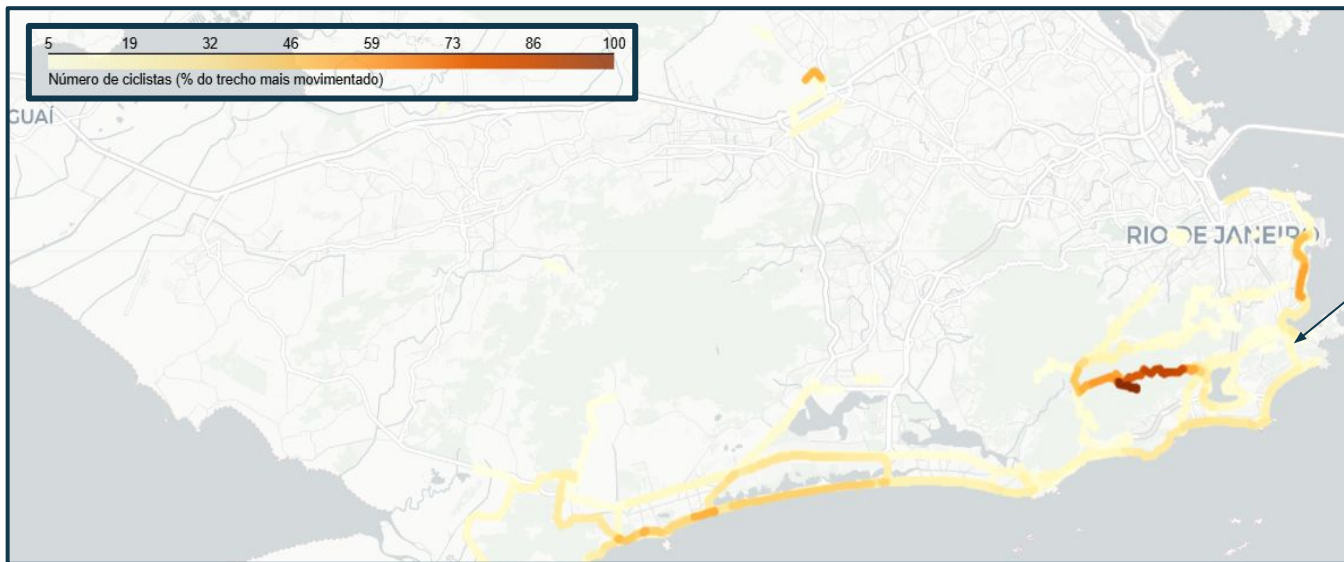 5 19 32 46 59 73 86 100
Número de ciclistas (% do trecho mais movimentado)
GUAÍ
RIO DE JANEIRO